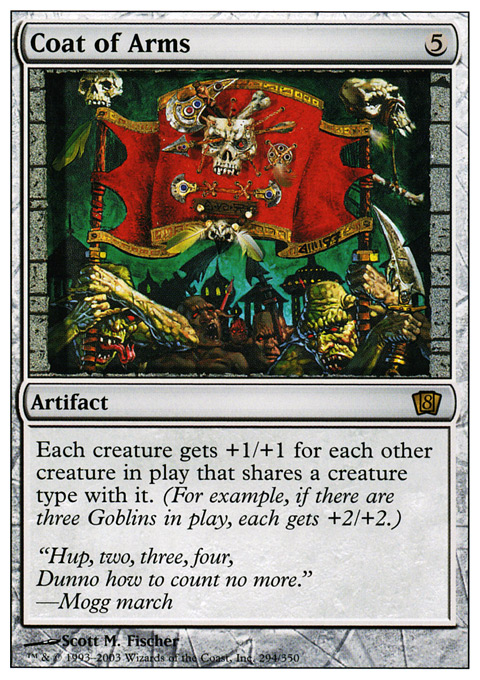 Coat of Arms 5
Artifact
8
Each creature gets +1/+1 for each other
creature in play that shares a creature
type with it. (For example, if there are
three Goblins in play, each gets +2/+2.)
“Hup, two, three, four,
Dunno how to count no more.”
—Mogg march
Scott M. Fischer
™ & © 1993–2003 Wizards of the Coast, Inc. 294/350